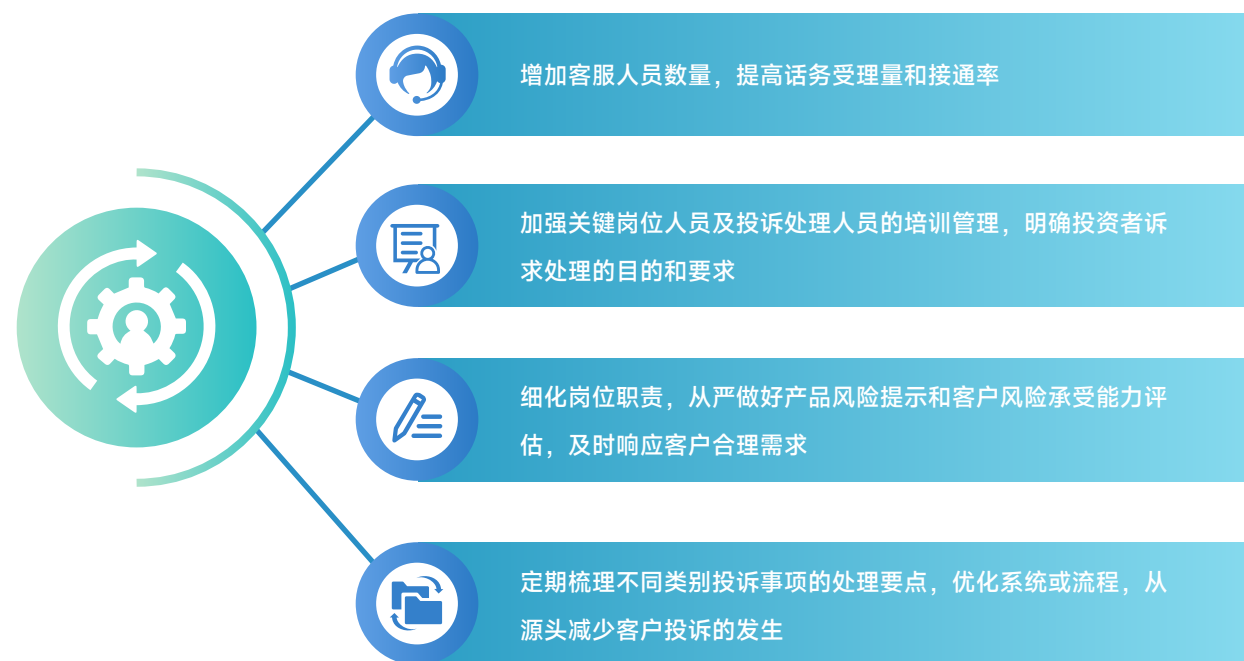 增加客服人员数量，提高话务受理量和接通率
加强关键岗位人员及投诉处理人员的培训管理，明确投资者诉
求处理的目的和要求
细化岗位职责，从严做好产品风险提示和客户风险承受能力评
估，及时响应客户合理需求
定期梳理不同类别投诉事项的处理要点，优化系统或流程，从
源头减少客户投诉的发生